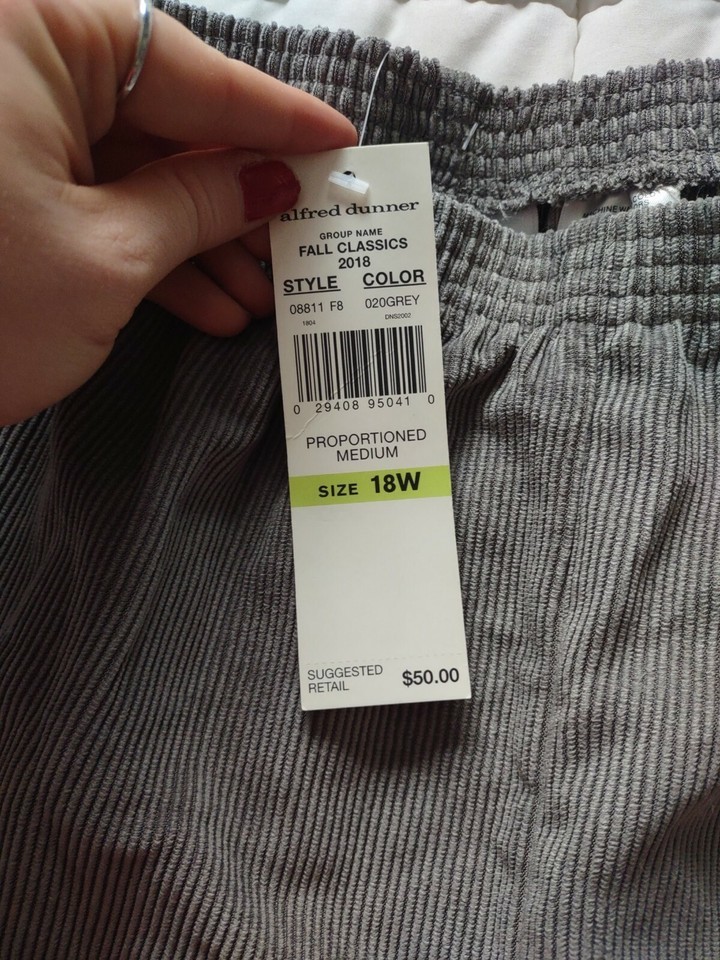 alfred dunner
GROUP NAME
FALL CLASSICS
2018
STYLE COLOR
08811 F8 020GREY
1804 DNS2002
0 29408 95041 0
PROPORTIONED
MEDIUM
SIZE 18W
SUGGESTED
RETAIL $50.00